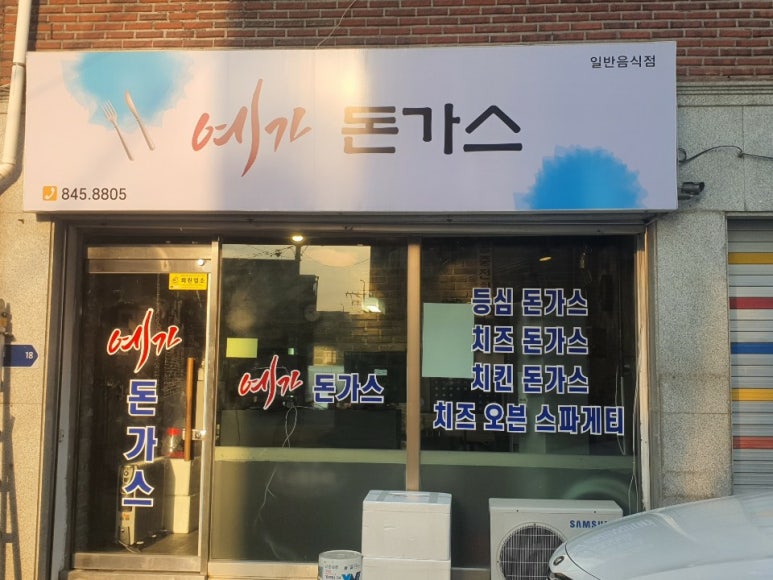 일반음식점
예가 돈가스
845.8805
예가
돈가스
예가 돈가스
등심 돈가스
치즈 돈가스
치킨 돈가스
치즈 오븐 스파게티
18
SAMSUNG